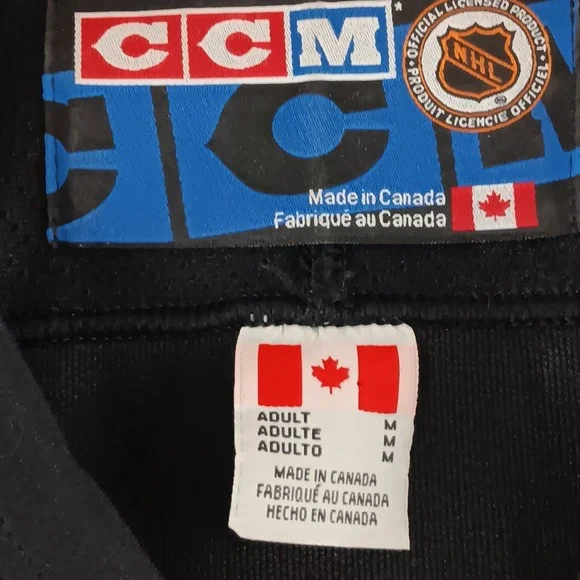 CCM*
OFFICIAL LICENSED PRODUCT
NHL
PRODUIT LICENCIE OFFICIEL
Made in Canada
Fabriqué au Canada
ADULT M
ADULTE M
ADULTO M
MADE IN CANADA
FABRIQUÉ AU CANADA
HECHO EN CANADA